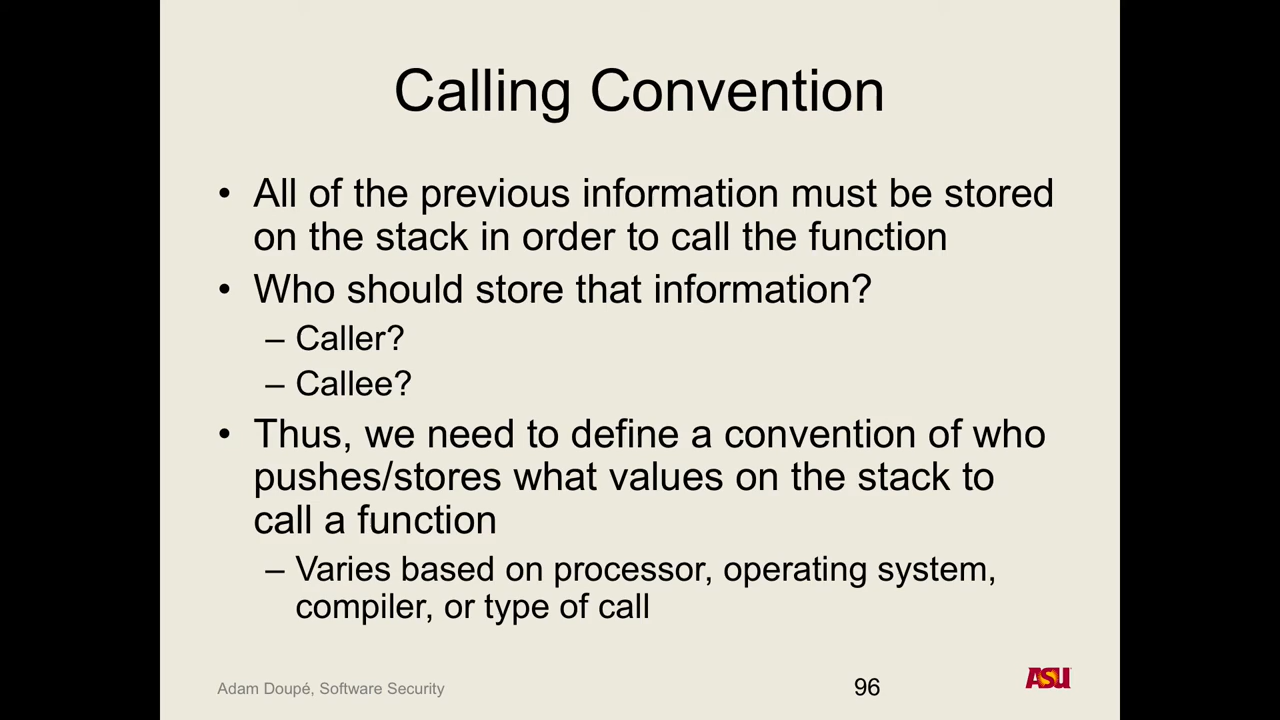 Calling Convention
• All of the previous information must be stored
on the stack in order to call the function
• Who should store that information?
– Caller?
– Callee?
• Thus, we need to define a convention of who
pushes/stores what values on the stack to
call a function
– Varies based on processor, operating system,
compiler, or type of call
Adam Doupé, Software Security
96
ASU